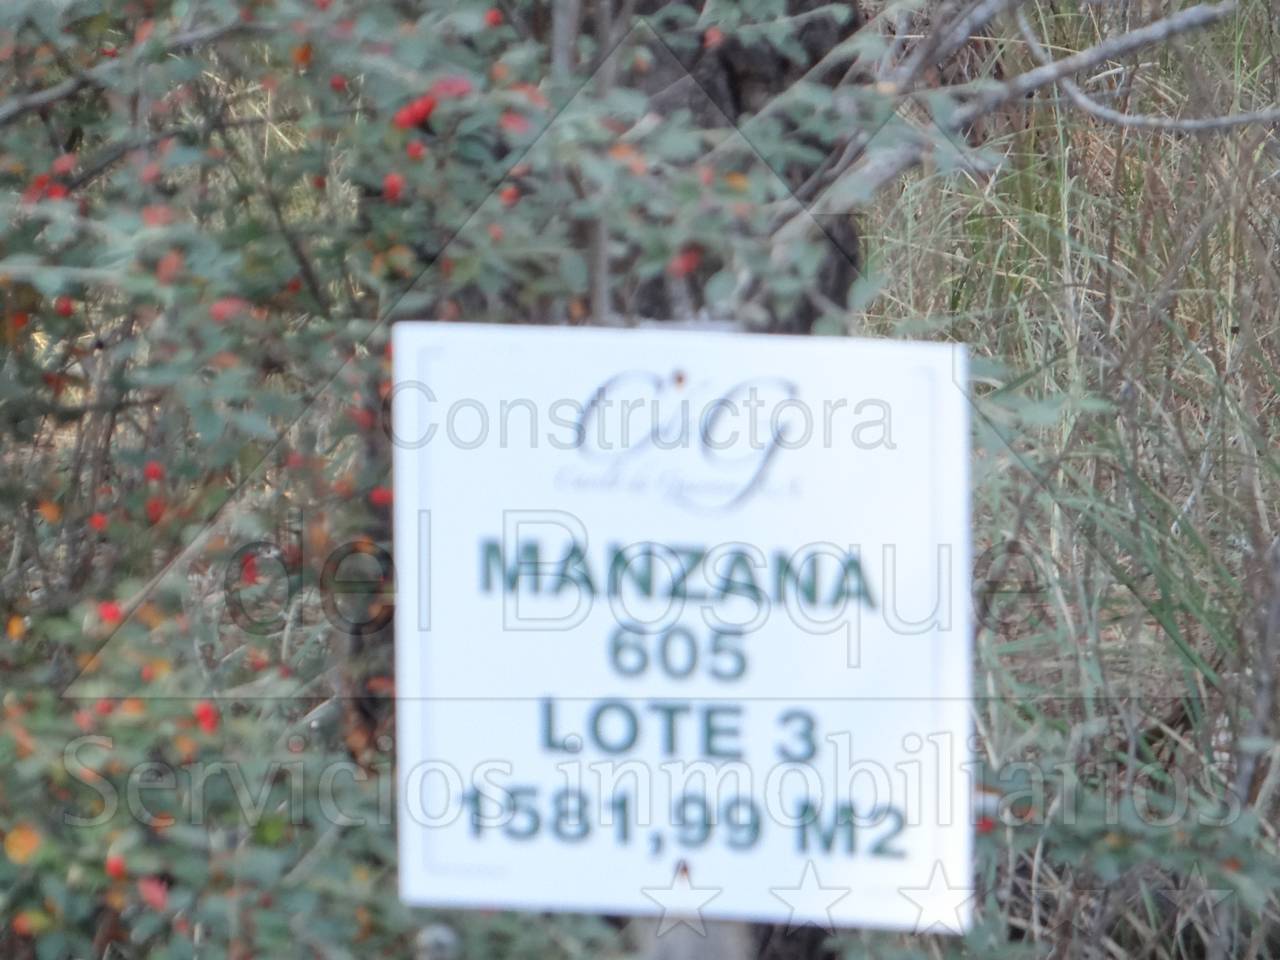 Constructora
del Bosque
MANZANA
605
LOTE 3
1581,99 M2
Servicios inmobiliarios